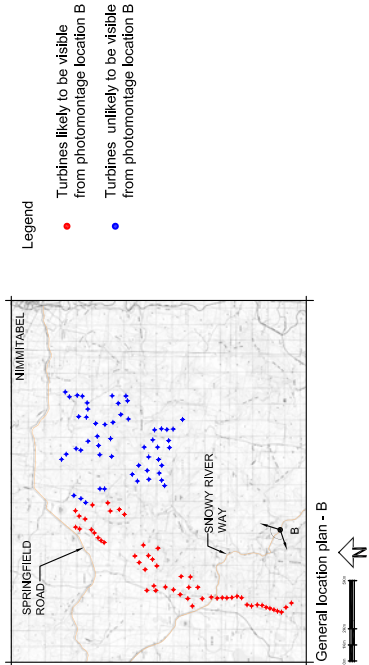 Legend
Turbines likely to be visible
from photomontage location B
Turbines unlikely to be visible
from photomontage location B
NIMMITABEL
SPRINGFIELD
ROAD
SNOWY RIVER
WAY
B
General location plan - B
N